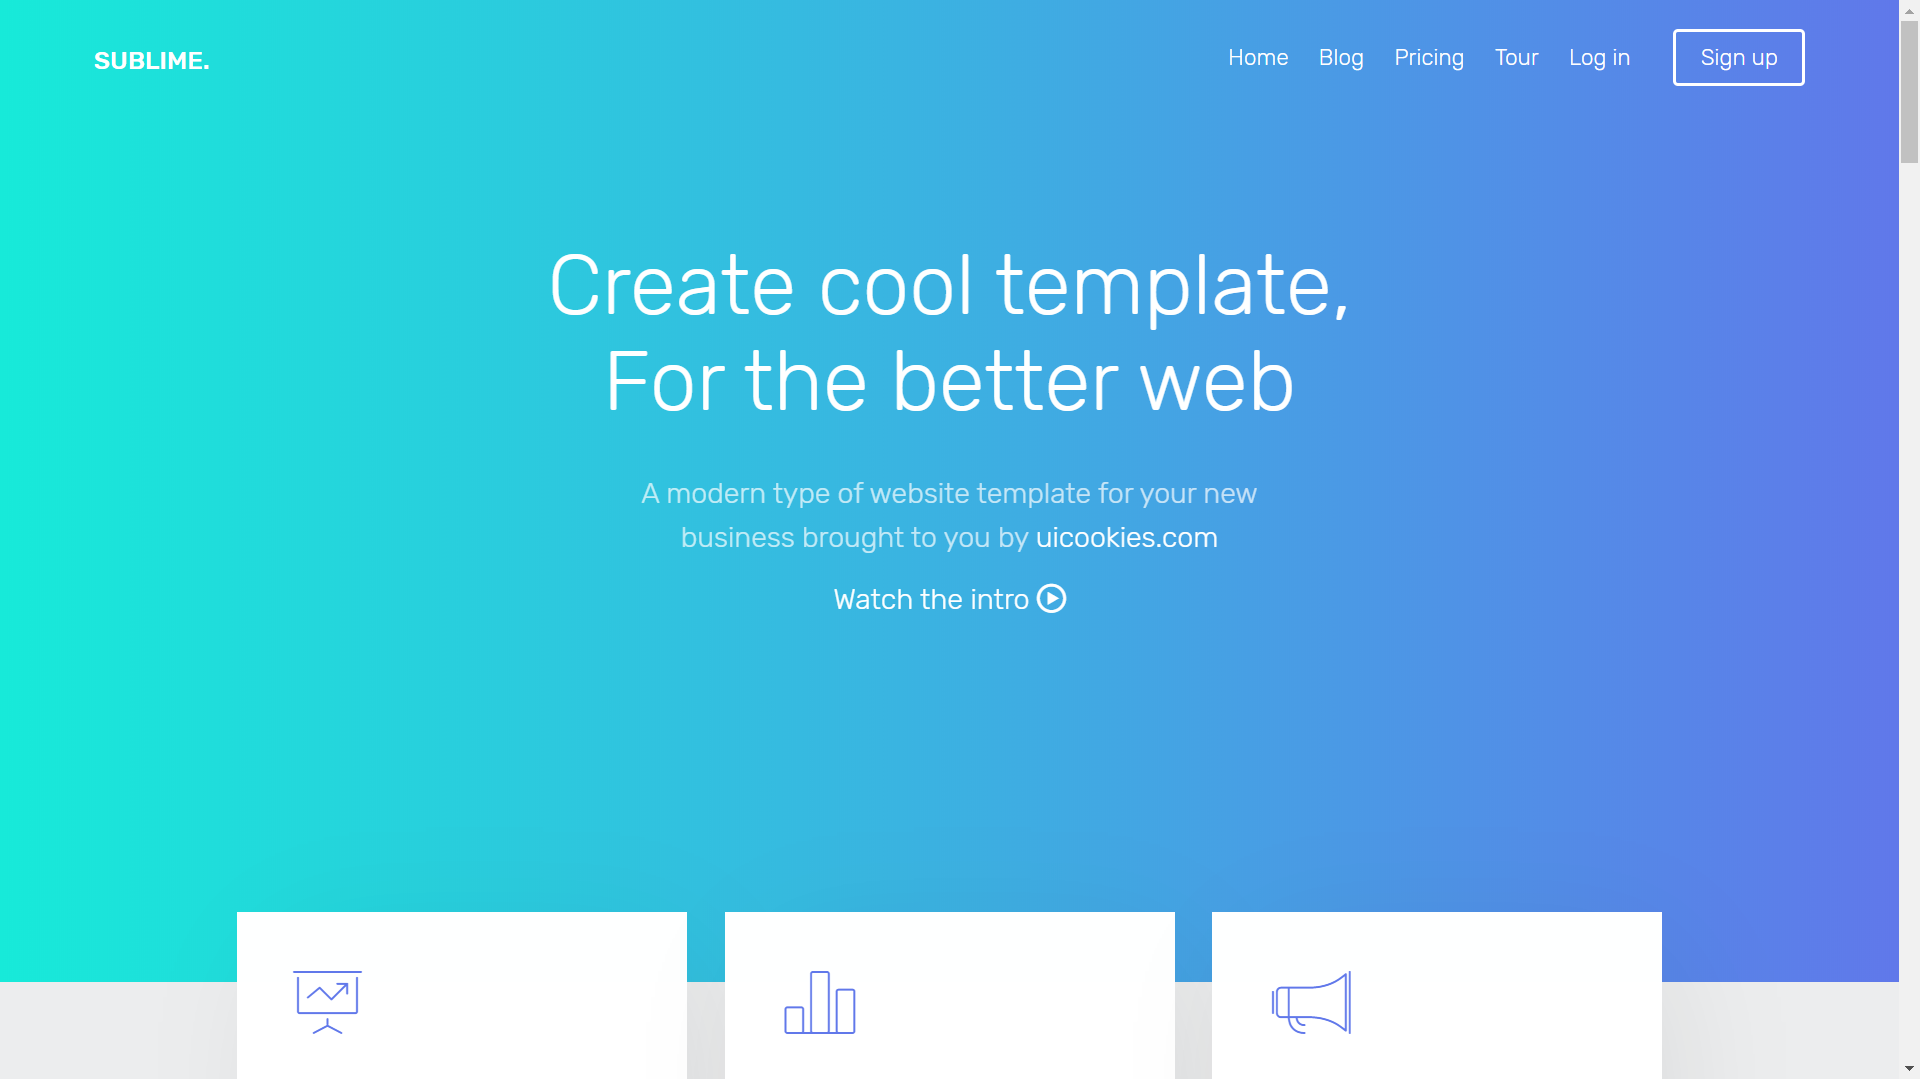 SUBLIME.
Home Blog Pricing Tour Log in Sign up
Create cool template,
For the better web
A modern type of website template for your new
business brought to you by uicookies.com
Watch the intro